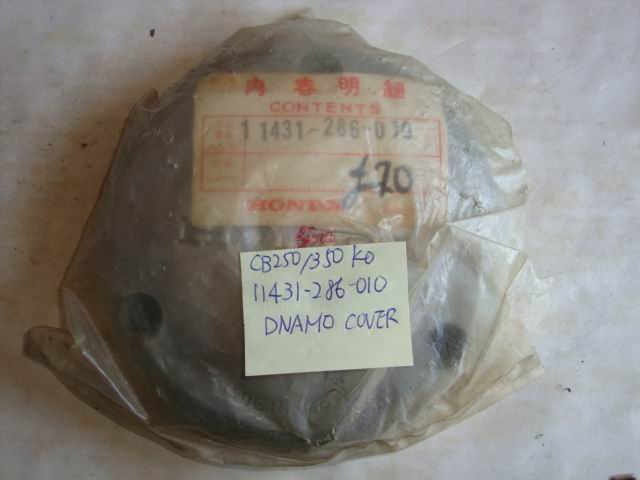 内容明細
CONTENTS
11431-286-010
£20
HONDA
CB250/350 K0
11431-286-010
DNAMO COVER